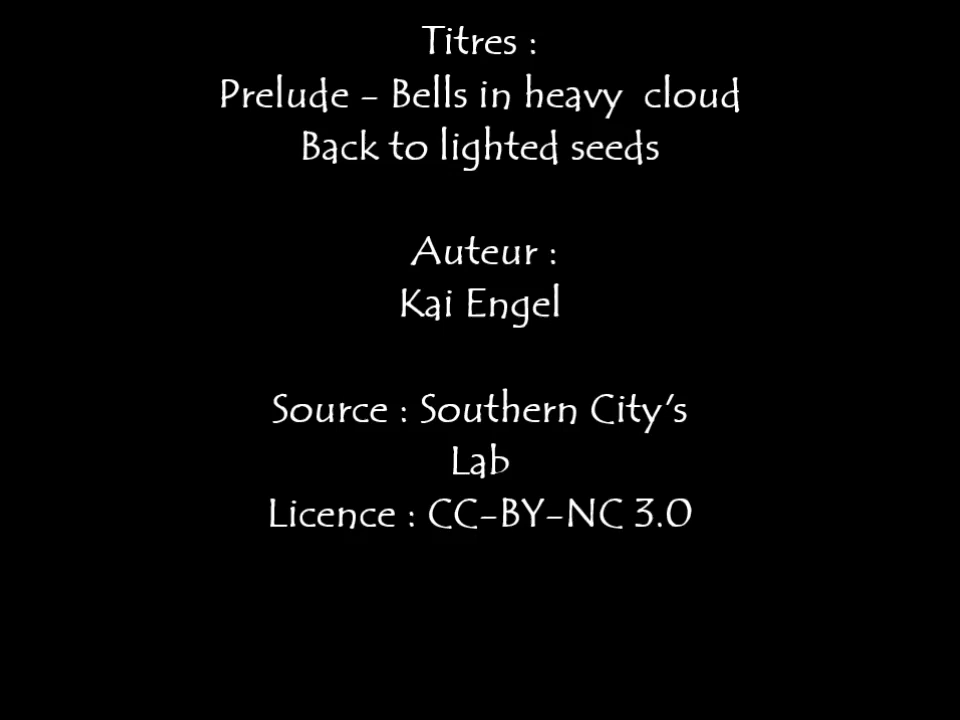 Titres :
Prelude - Bells in heavy cloud
Back to lighted seeds
Auteur :
Kai Engel
Source : Southern City's
Lab
Licence : CC-BY-NC 3.0